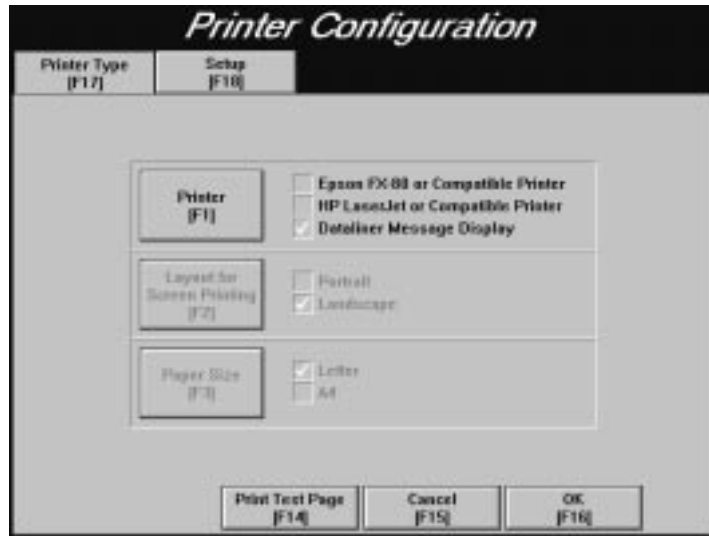 Printer Configuration
Printer Type
[F17]
Setup
[F18]
Printer
[F1]
Epson FX-80 or Compatible Printer
HP LaserJet or Compatible Printer
Dataliner Message Display
Layout for
Screen Printing
[F2]
Portrait
Landscape
Paper Size
[F3]
Letter
A4
Print Test Page
[F14]
Cancel
[F15]
OK
[F16]